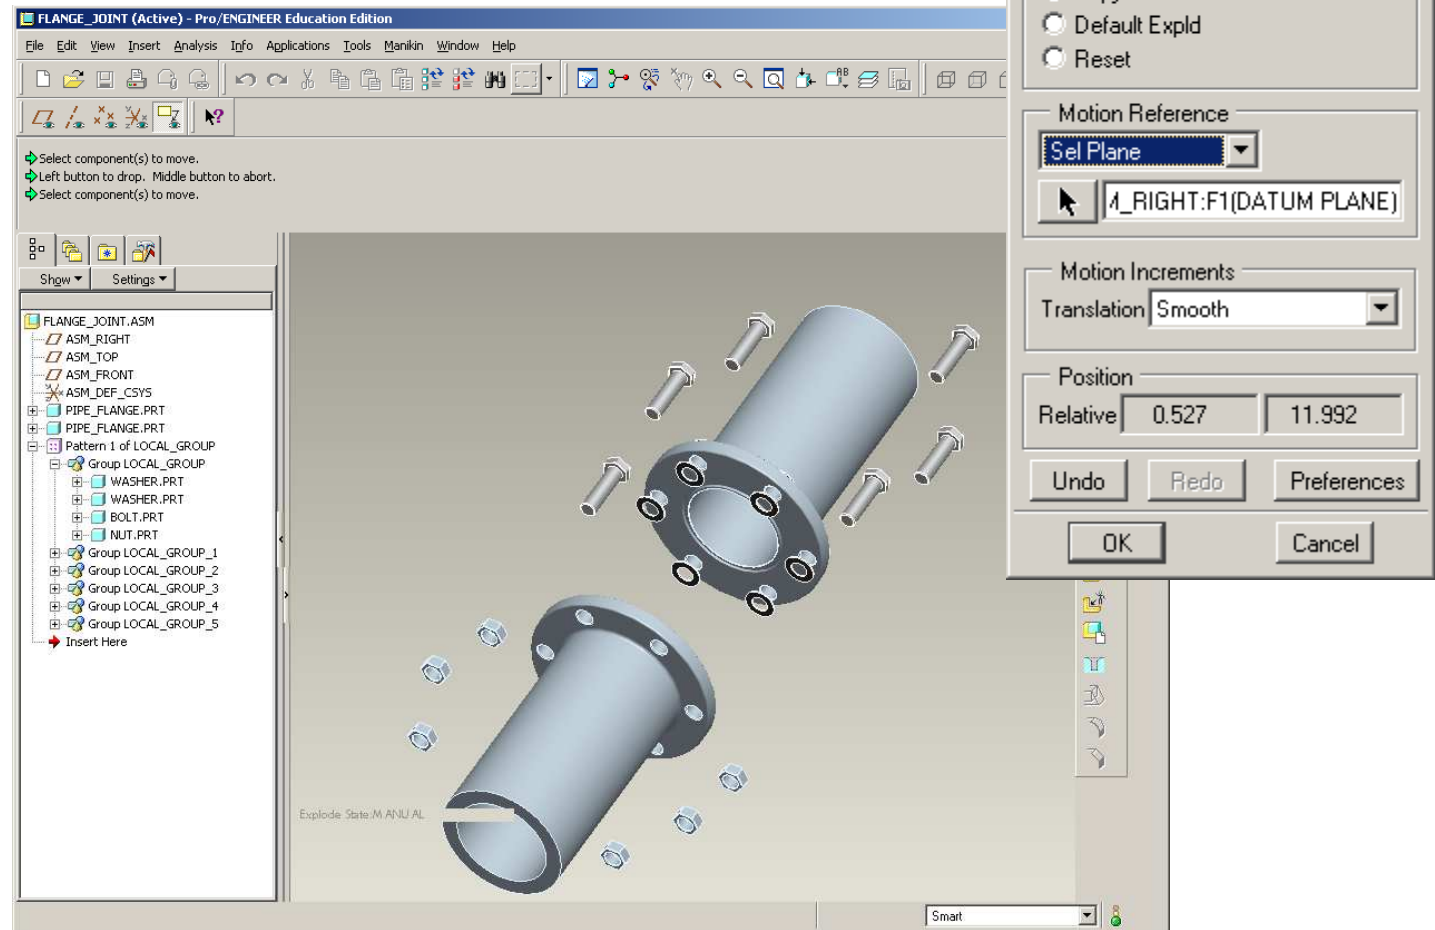 FLANGE_JOINT (Active) - Pro/ENGINEER Education Edition
File Edit View Insert Analysis Info Applications Tools Manikin Window Help
Select component(s) to move.
Left button to drop. Middle button to abort.
Select component(s) to move.
Show Settings
FLANGE_JOINT.ASM
ASM_RIGHT
ASM_TOP
ASM_FRONT
ASM_DEF_CSYS
PIPE_FLANGE.PRT
PIPE_FLANGE.PRT
Pattern 1 of LOCAL_GROUP
Group LOCAL_GROUP
WASHER.PRT
WASHER.PRT
BOLT.PRT
NUT.PRT
Group LOCAL_GROUP_1
Group LOCAL_GROUP_2
Group LOCAL_GROUP_3
Group LOCAL_GROUP_4
Group LOCAL_GROUP_5
Insert Here
Explode State:MANUAL
Smart
Default Expld
Reset
Motion Reference
Sel Plane
M_RIGHT:F1(DATUM PLANE)
Motion Increments
Translation Smooth
Position
Relative 0.527 11.992
Undo Redo Preferences
OK Cancel